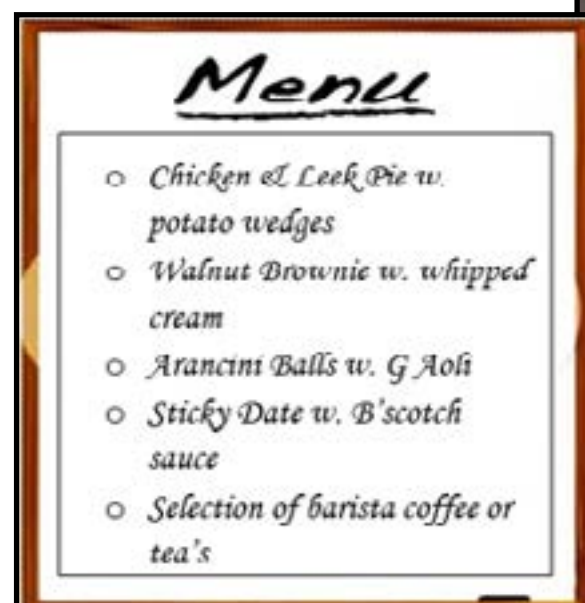 Menu
Chicken & Leek Pie w.
potato wedges
Walnut Brownie w. whipped
cream
Arancini Balls w. G Aoli
Sticky Date w. B'scotch
sauce
Selection of barista coffee or
tea's